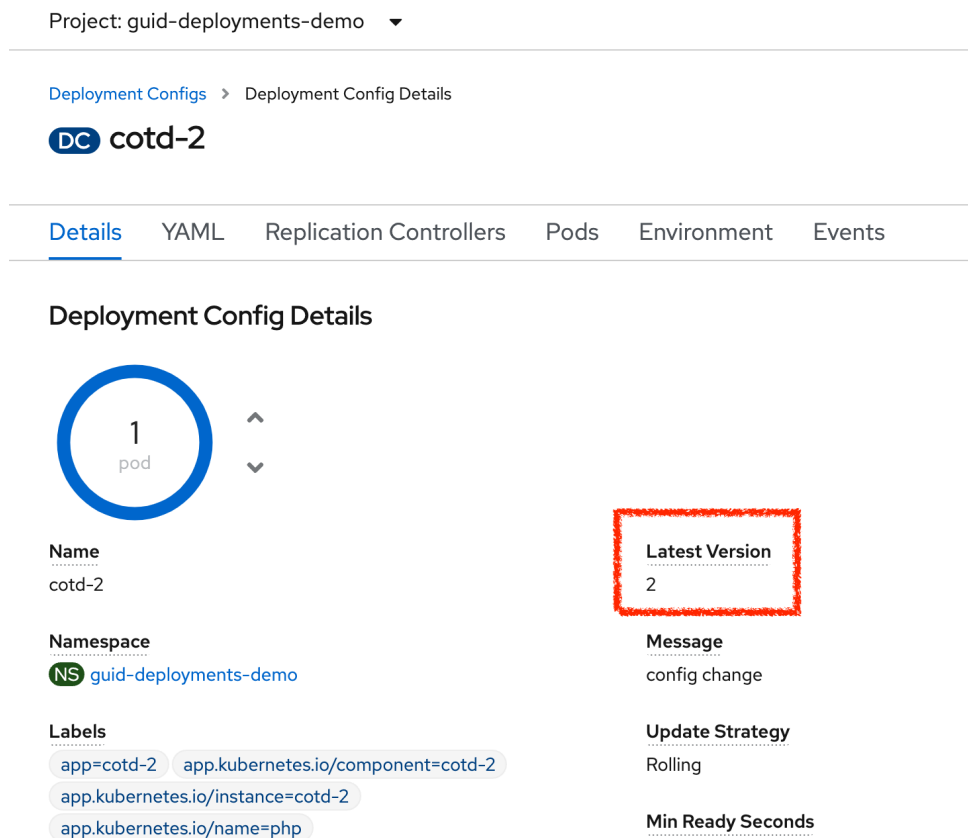 Project: guid-deployments-demo
Deployment Configs > Deployment Config Details
DC cotd-2
Details YAML Replication Controllers Pods Environment Events
Deployment Config Details
1
pod
Name
cotd-2
Latest Version
2
Namespace
NS guid-deployments-demo
Message
config change
Labels
app=cotd-2 app.kubernetes.io/component=cotd-2
app.kubernetes.io/instance=cotd-2
app.kubernetes.io/name=php
Update Strategy
Rolling
Min Ready Seconds